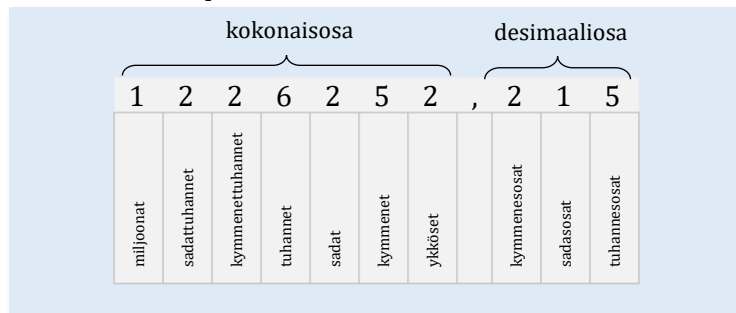 kokonaisosa desimaaliosa
1 2 2 6 2 5 2 , 2 1 5
miljoonat
sadattuhannet
kymmenettuhannet
tuhannet
sadat
kymmenet
ykköset
kymmenesosat
sadasosat
tuhannesosat